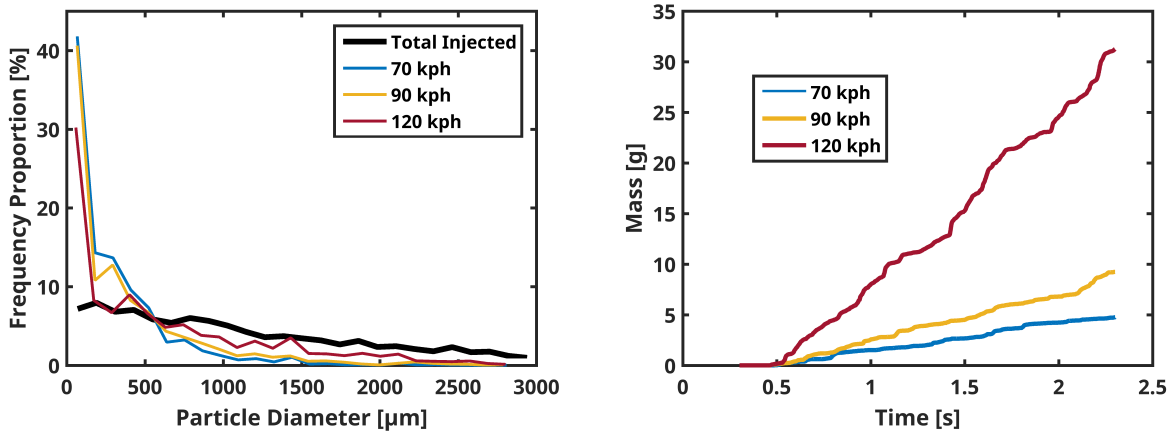 Frequency Proportion [%]
40
30
20
10
0
Total Injected
70 kph
90 kph
120 kph
0 500 1000 1500 2000 2500 3000
Particle Diameter [µm]
Mass [g]
35
30
25
20
15
10
5
0
70 kph
90 kph
120 kph
0 0.5 1 1.5 2 2.5
Time [s]